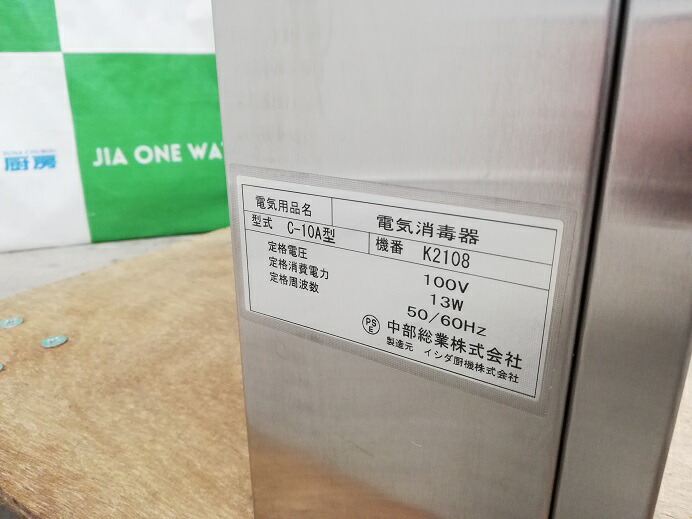 厨房
JIA ONE WA
電気用品名 電気消毒器
型式 C-10A型 機番 K2108
定格電圧 100V
定格消費電力 13W
定格周波数 50/60Hz
PSE 中部総業株式会社
製造元 イシダ厨機株式会社